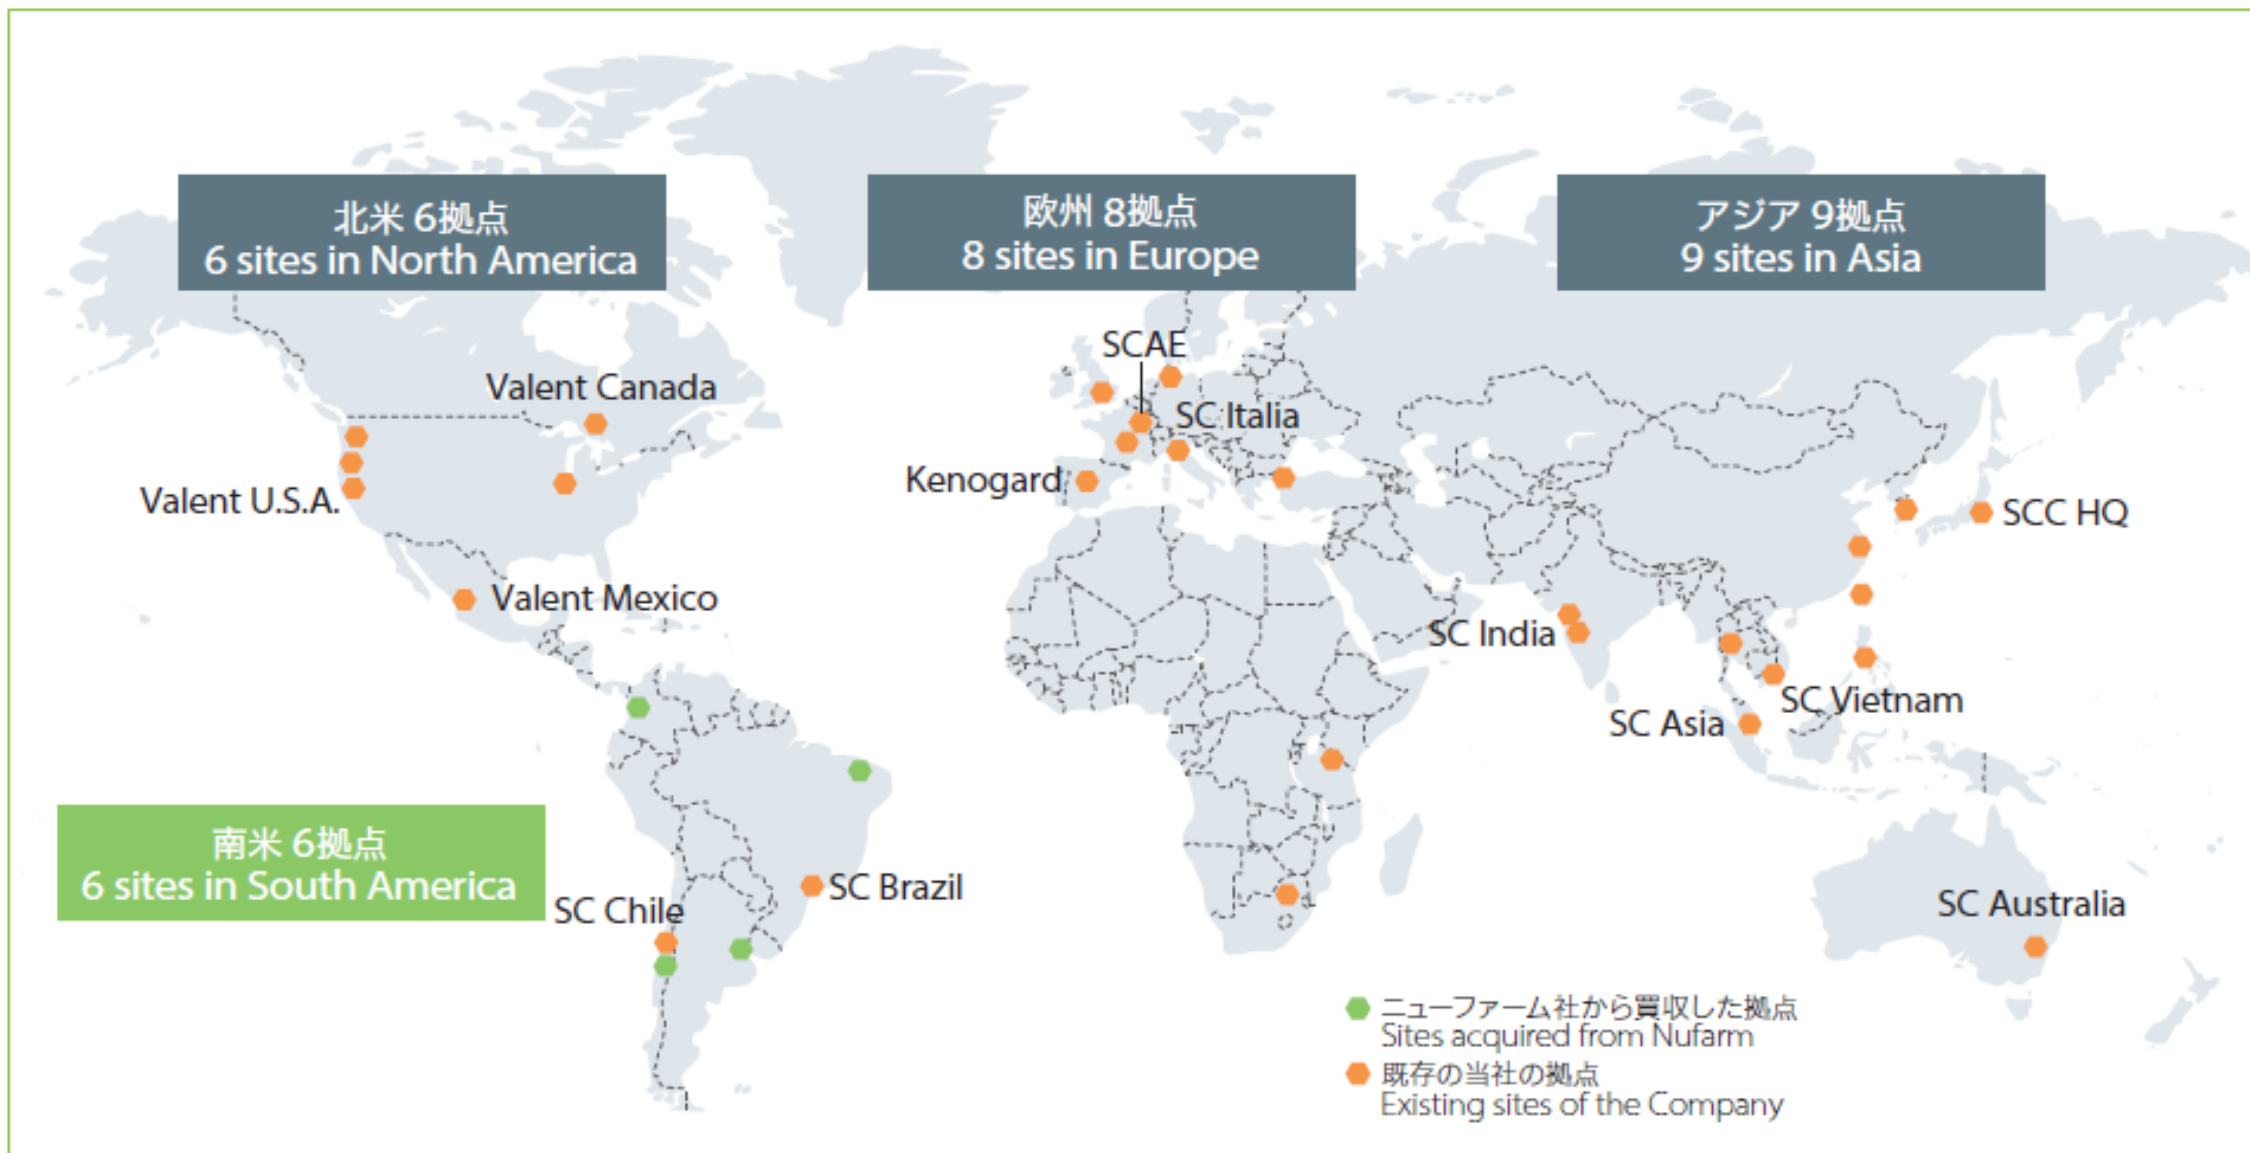 北米 6拠点
6 sites in North America
欧州 8拠点
8 sites in Europe
アジア 9拠点
9 sites in Asia
SCAE
Valent Canada
SC Italia
Kenogard
Valent U.S.A.
SCC HQ
Valent Mexico
SC India
SC Vietnam
SC Asia
南米 6拠点
6 sites in South America
SC Brazil
SC Chile
SC Australia
ニューファーム社から買収した拠点
Sites acquired from Nufarm
既存の当社の拠点
Existing sites of the Company